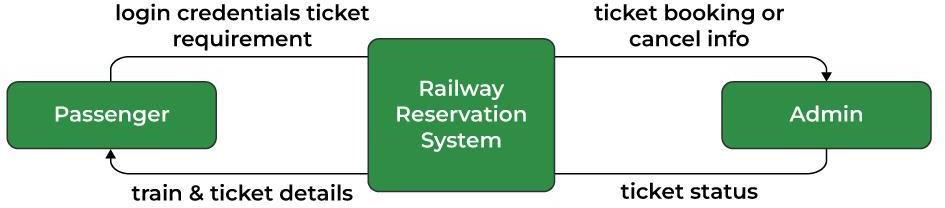 login credentials ticket
requirement
ticket booking or
cancel info
Passenger
Railway
Reservation
System
Admin
train & ticket details
ticket status